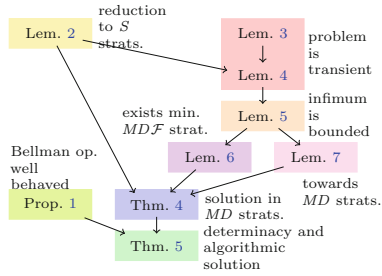 Lem. 2
reduction
to S
strats.
Lem. 3
Lem. 4
problem
is
transient
Lem. 5
infimum
is
bounded
exists min.
MDF strat.
Lem. 6
Lem. 7
towards
MD strats.
Bellman op.
well
behaved
Prop. 1
Thm. 4
solution in
MD strats.
Thm. 5
determinacy and
algorithmic
solution